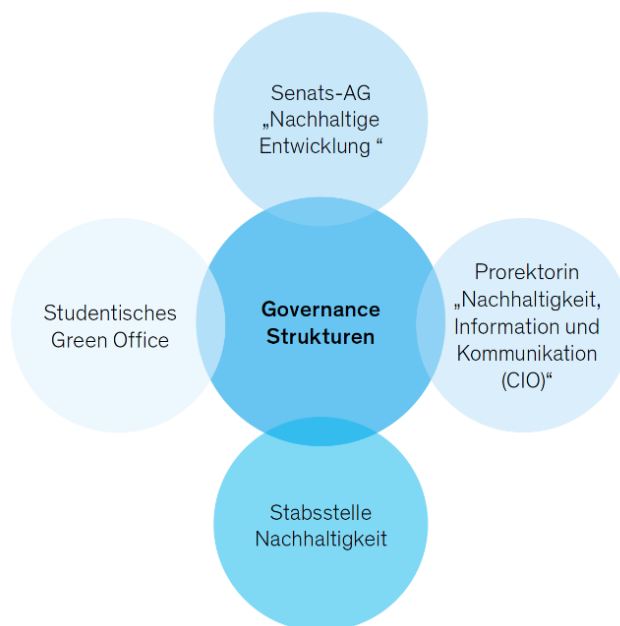 Senats-AG
„Nachhaltige
Entwicklung “
Studentisches
Green Office
Governance
Strukturen
Prorektorin
„Nachhaltigkeit,
Information und
Kommunikation
(CIO)“
Stabsstelle
Nachhaltigkeit